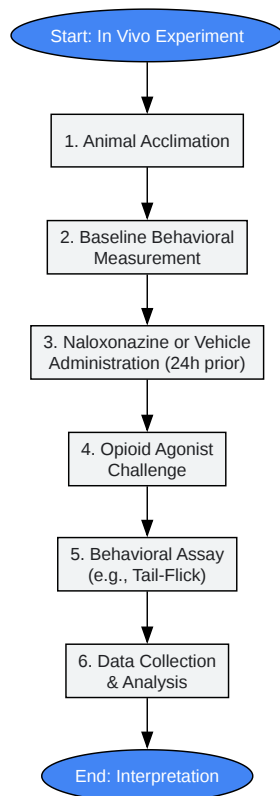 Start: In Vivo Experiment
1. Animal Acclimation
2. Baseline Behavioral
Measurement
3. Naloxonazine or Vehicle
Administration (24h prior)
4. Opioid Agonist
Challenge
5. Behavioral Assay
(e.g., Tail-Flick)
6. Data Collection
& Analysis
End: Interpretation